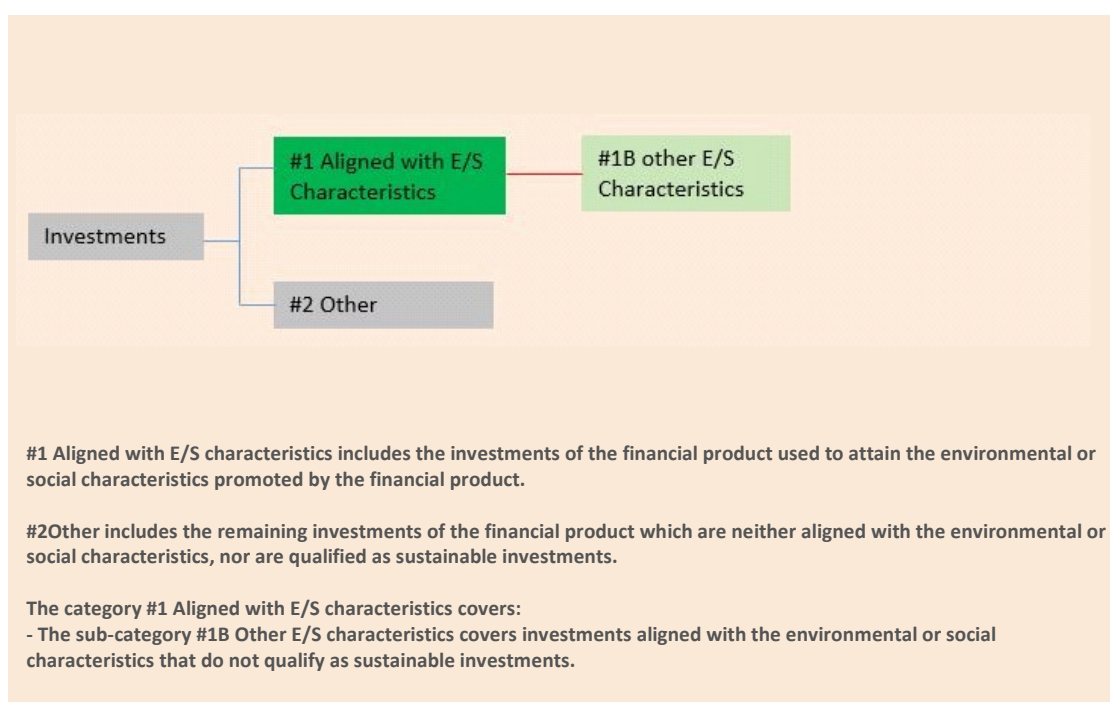 #1 Aligned with E/S
Characteristics
#1B other E/S
Characteristics
Investments
#2 Other
#1 Aligned with E/S characteristics includes the investments of the financial product used to attain the environmental or
social characteristics promoted by the financial product.
#2Other includes the remaining investments of the financial product which are neither aligned with the environmental or
social characteristics, nor are qualified as sustainable investments.
The category #1 Aligned with E/S characteristics covers:
- The sub-category #1B Other E/S characteristics covers investments aligned with the environmental or social
characteristics that do not qualify as sustainable investments.